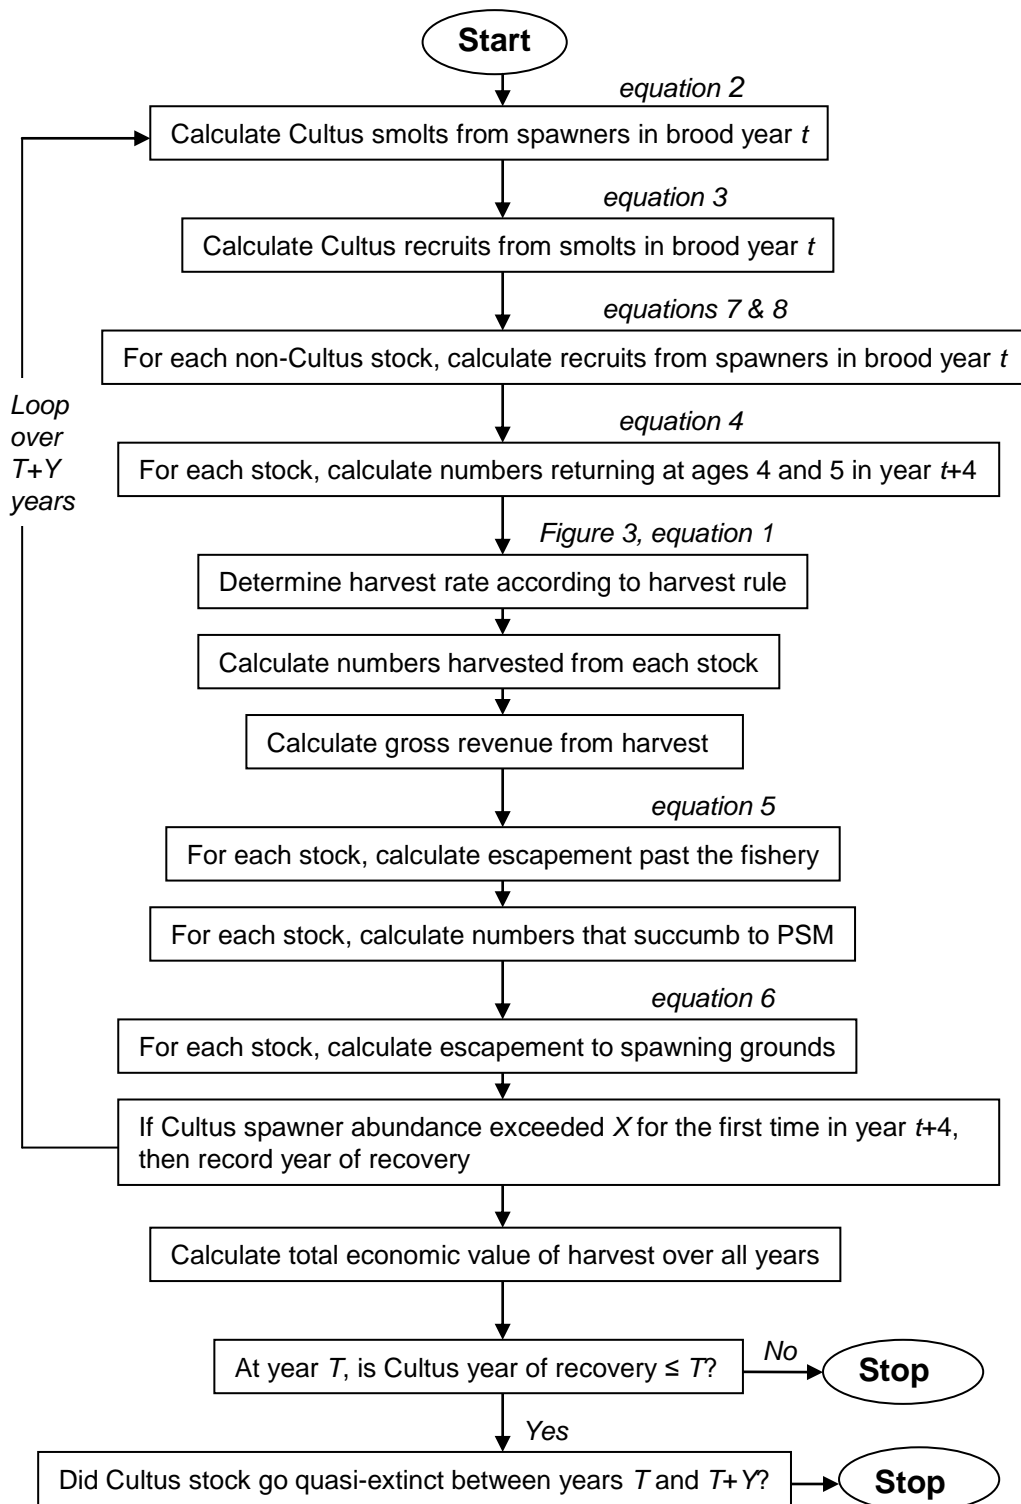 Start
equation 2
Calculate Cultus smolts from spawners in brood year t
equation 3
Calculate Cultus recruits from smolts in brood year t
equations 7 & 8
For each non-Cultus stock, calculate recruits from spawners in brood year t
Loop
over
T+Y
years
equation 4
For each stock, calculate numbers returning at ages 4 and 5 in year t+4
Figure 3, equation 1
Determine harvest rate according to harvest rule
Calculate numbers harvested from each stock
Calculate gross revenue from harvest
equation 5
For each stock, calculate escapement past the fishery
For each stock, calculate numbers that succumb to PSM
equation 6
For each stock, calculate escapement to spawning grounds
If Cultus spawner abundance exceeded X for the first time in year t+4,
then record year of recovery
Calculate total economic value of harvest over all years
At year T, is Cultus year of recovery ≤ T?
No
Stop
Yes
Did Cultus stock go quasi-extinct between years T and T+Y?
Stop